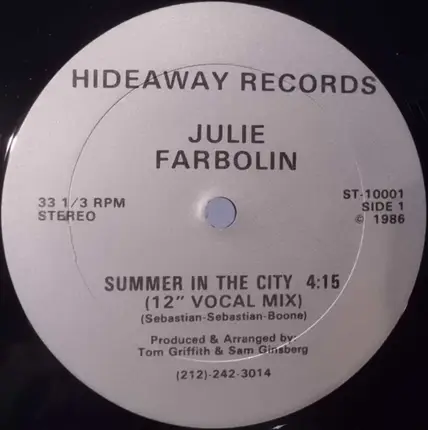 HIDEAWAY RECORDS
JULIE
FARBOLIN
33 1/3 RPM
STEREO
ST-10001
SIDE 1
© 1986
SUMMER IN THE CITY 4:15
(12" VOCAL MIX)
(Sebastian-Sebastian-Boone)
Produced & Arranged by:
Tom Griffith & Sam Ginsberg
(212)-242-3014